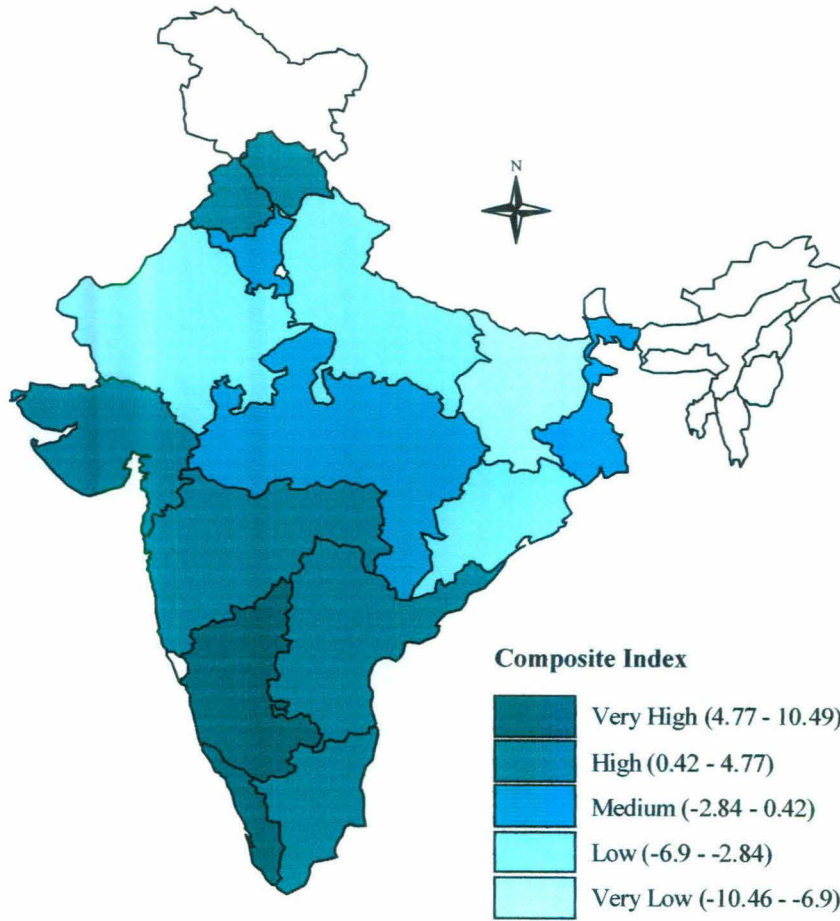 N
Composite Index
Very High (4.77 - 10.49)
High (0.42 - 4.77)
Medium (-2.84 - 0.42)
Low (-6.9 - -2.84)
Very Low (-10.46 - -6.9)